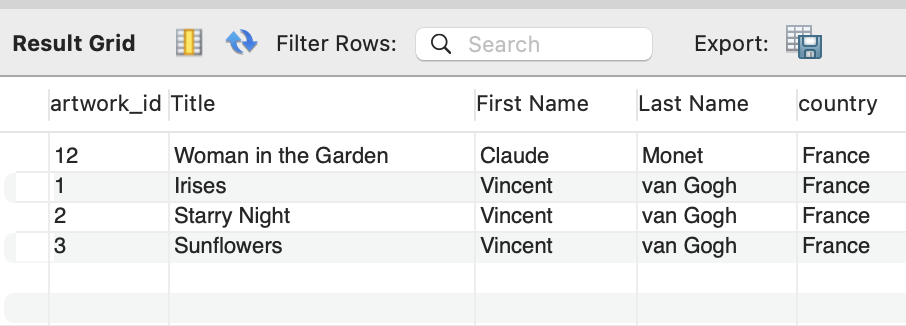 Result Grid Filter Rows: Search Export:
artwork_id Title First Name Last Name country
12 Woman in the Garden Claude Monet France
1 Irises Vincent van Gogh France
2 Starry Night Vincent van Gogh France
3 Sunflowers Vincent van Gogh France